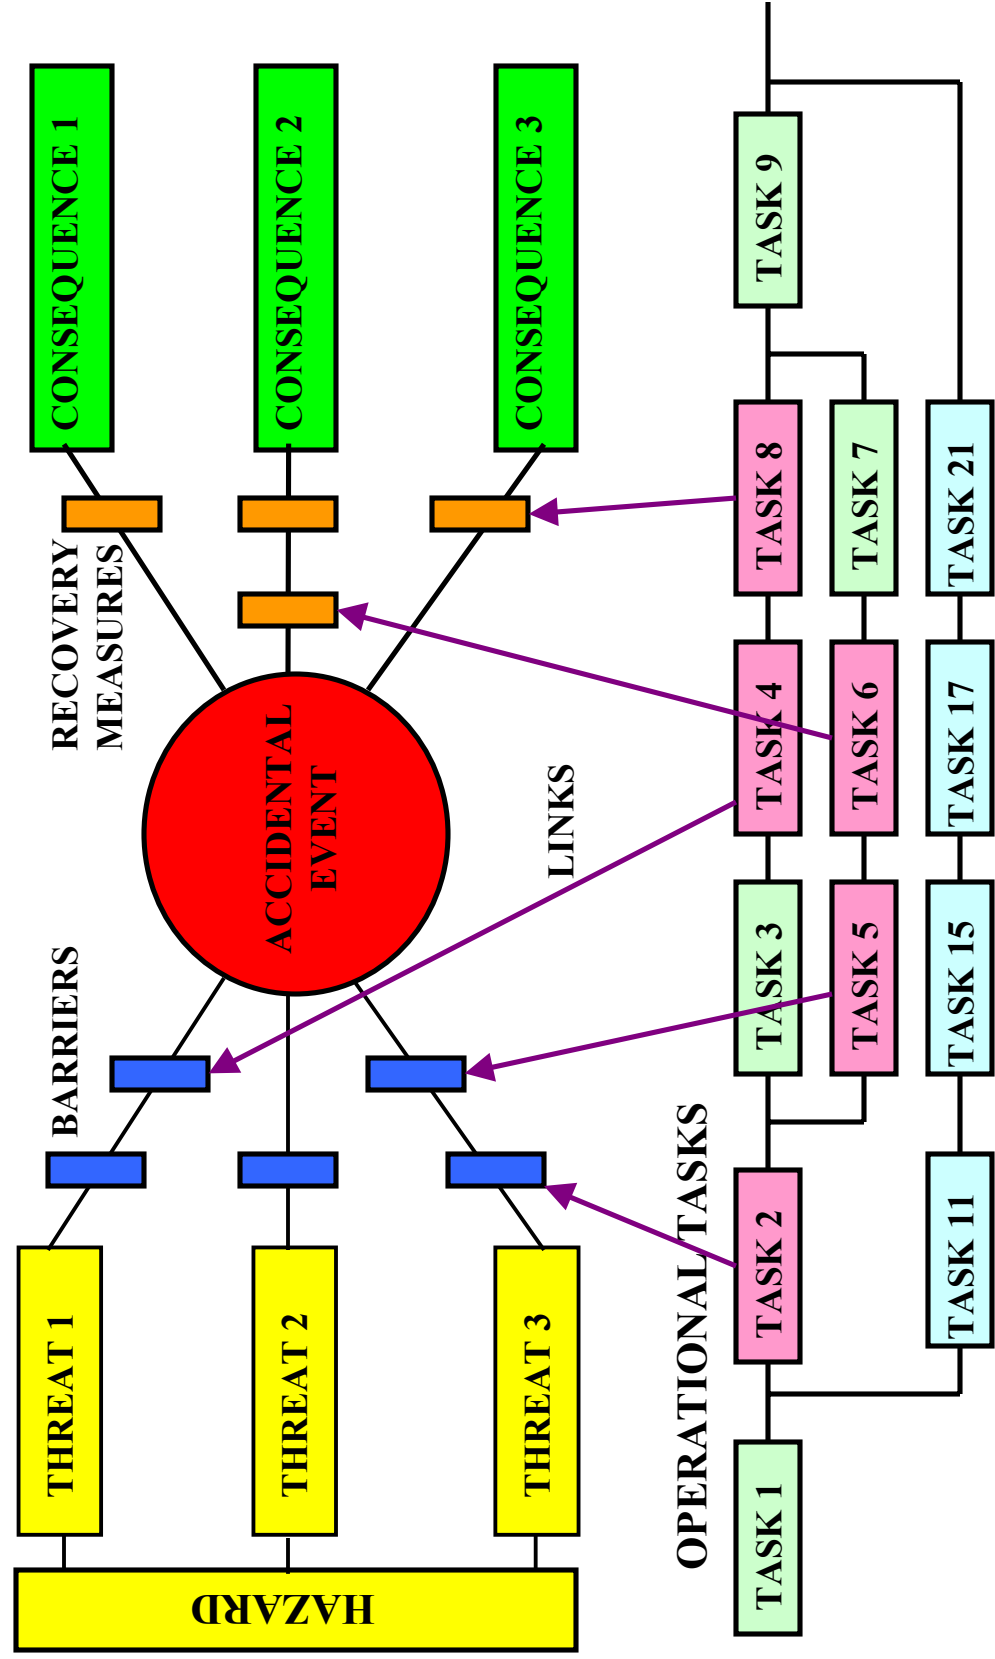 HAZARD
THREAT 1
THREAT 2
THREAT 3
BARRIERS
ACCIDENTAL
EVENT
RECOVERY
MEASURES
CONSEQUENCE 1
CONSEQUENCE 2
CONSEQUENCE 3
LINKS
OPERATIONAL TASKS
TASK 1
TASK 2
TASK 3
TASK 4
TASK 8
TASK 9
TASK 5
TASK 6
TASK 7
TASK 11
TASK 15
TASK 17
TASK 21